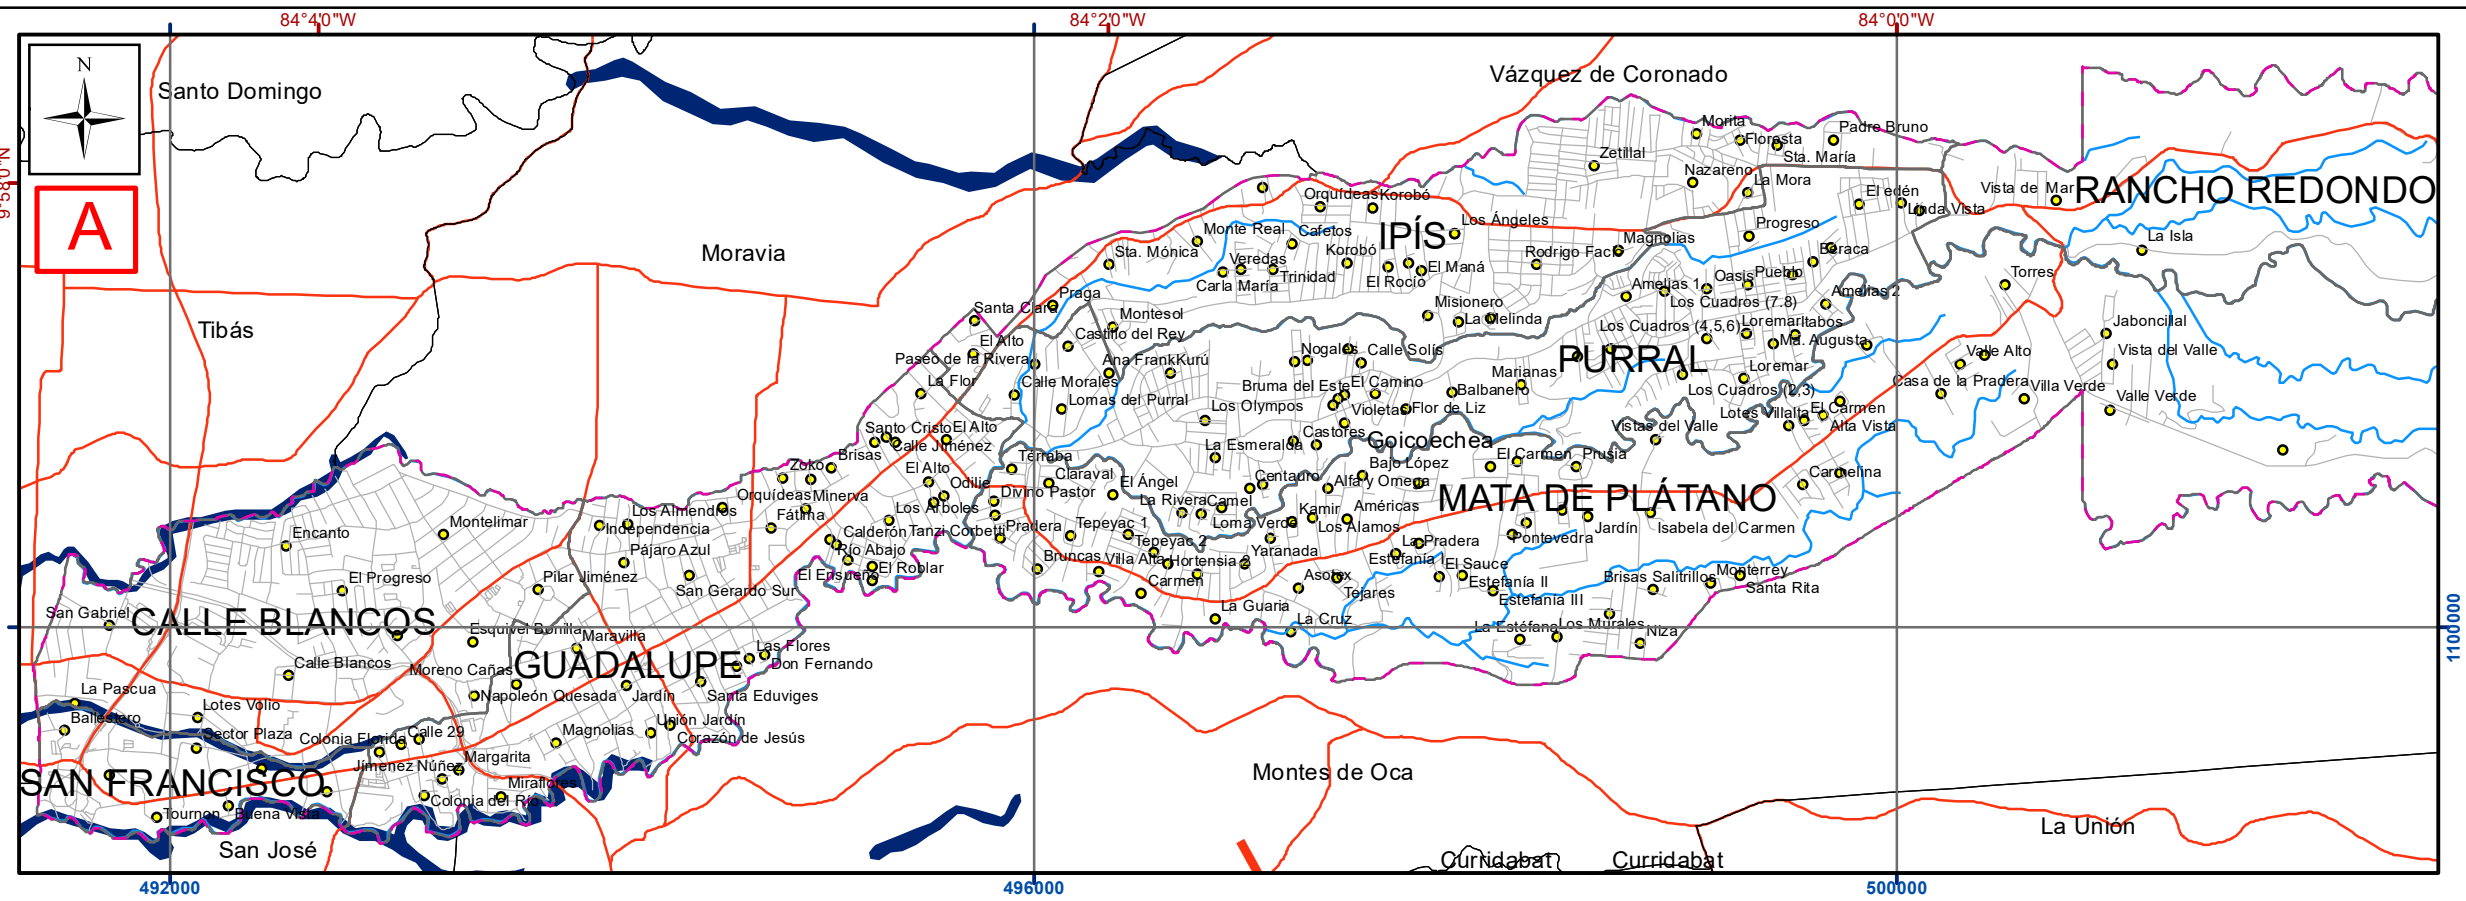 84°4'0"W
84°2'0"W
84°0'0"W
9°58'0"N
N
A
Santo Domingo
Vázquez de Coronado
Moravia
Tibás
Morita
Floresta
Padre Bruno
Sta. María
Zetillal
Nazareno
La Mora
El edén
Linda Vista
Vista de Mar
RANCHO REDONDO
Orquídeas
Korobó
Monte Real
Cafetos
IPÍS
Los Ángeles
Progreso
Magnolias
Rodrigo Facio
Beraca
La Isla
Sta. Mónica
Veredas
Korobó
Trinidad
El Maná
Carla María
El Rocío
Oasis
Pueblo
Torres
Amelias 1
Amelias 2
Los Cuadros (7.8)
Praga
Santa Clara
Montesol
Misionero
La Melinda
Castillo del Rey
Los Cuadros (4,5,6)
Loremar
Itabos
Jaboncillal
El Alto
Ma. Augusta
Paseo de la Rivera
Ana Frank
Kurú
Nogales
Calle Solís
PURRAL
Valle Alto
Vista del Valle
La Flor
Calle Morales
Bruma del Este
El Camino
Marianas
Loremar
Balbanero
Los Cuadros (2,3)
Casa de la Pradera
Villa Verde
Lomas del Purral
Los Olympos
Violetas
Flor de Liz
Lotes Villalta
El Carmen
Valle Verde
Santo Cristo
El Alto
Castores
Goicoechea
Vistas del Valle
Alta Vista
Calle Jiménez
La Esmeralda
Brisas
Zoko
Térraba
Claraval
Bajo López
El Carmen
Prusia
El Alto
Odilie
El Ángel
Centauro
Alfa y Omega
Carmelina
Orquídeas
Minerva
Divino Pastor
La Rivera
Camel
MATA DE PLÁTANO
Los Almendros
Fátima
Los Arboles
Kamir
Américas
Montelimar
Independencia
Calderón
Tanzi Corbetti
Pradera
Tepeyac 1
Loma Verde
Los Alamos
Jardín
Isabela del Carmen
Encanto
Tepeyac 2
Pontevedra
Pájaro Azul
Río Abajo
Bruncas
Villa Alta
Hortensia 2
Yaranada
Estefanía I
La Pradera
El Progreso
Pilar Jiménez
El Ensueño
El Roblar
Carmen
Asotex
El Sauce
Estefanía II
Brisas Salitrillos
Monterrey
San Gerardo Sur
Tejares
Estefanía III
Santa Rita
San Gabriel
CALLE BLANCOS
La Guaria
La Cruz
Esquivel Bonilla
Maravilla
La Estéfana
Los Murales
Niza
1100000
Calle Blancos
Moreno Cañas
GUADALUPE
Las Flores
Don Fernando
La Pascua
Napoleón Quesada
Jardín
Santa Eduviges
Ballestero
Lotes Volio
Sector Plaza
Colonia Florida
Calle 29
Magnolias
Unión Jardín
Corazón de Jesús
SAN FRANCISCO
Jímenez Núñez
Margarita
Miraflores
Colonia del Río
Montes de Oca
Tournon
Buena Vista
San José
La Unión
Curridabat
Curridabat
492000
496000
500000